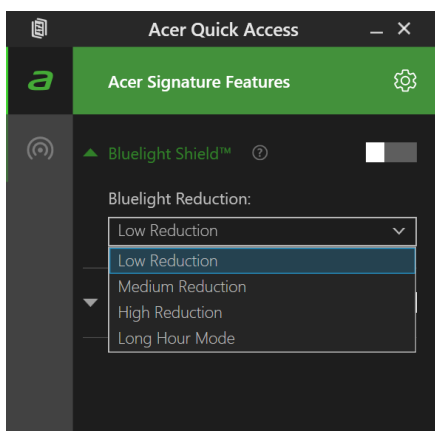 Acer Quick Access
Acer Signature Features
Bluelight Shield™
Bluelight Reduction:
Low Reduction
Low Reduction
Medium Reduction
High Reduction
Long Hour Mode